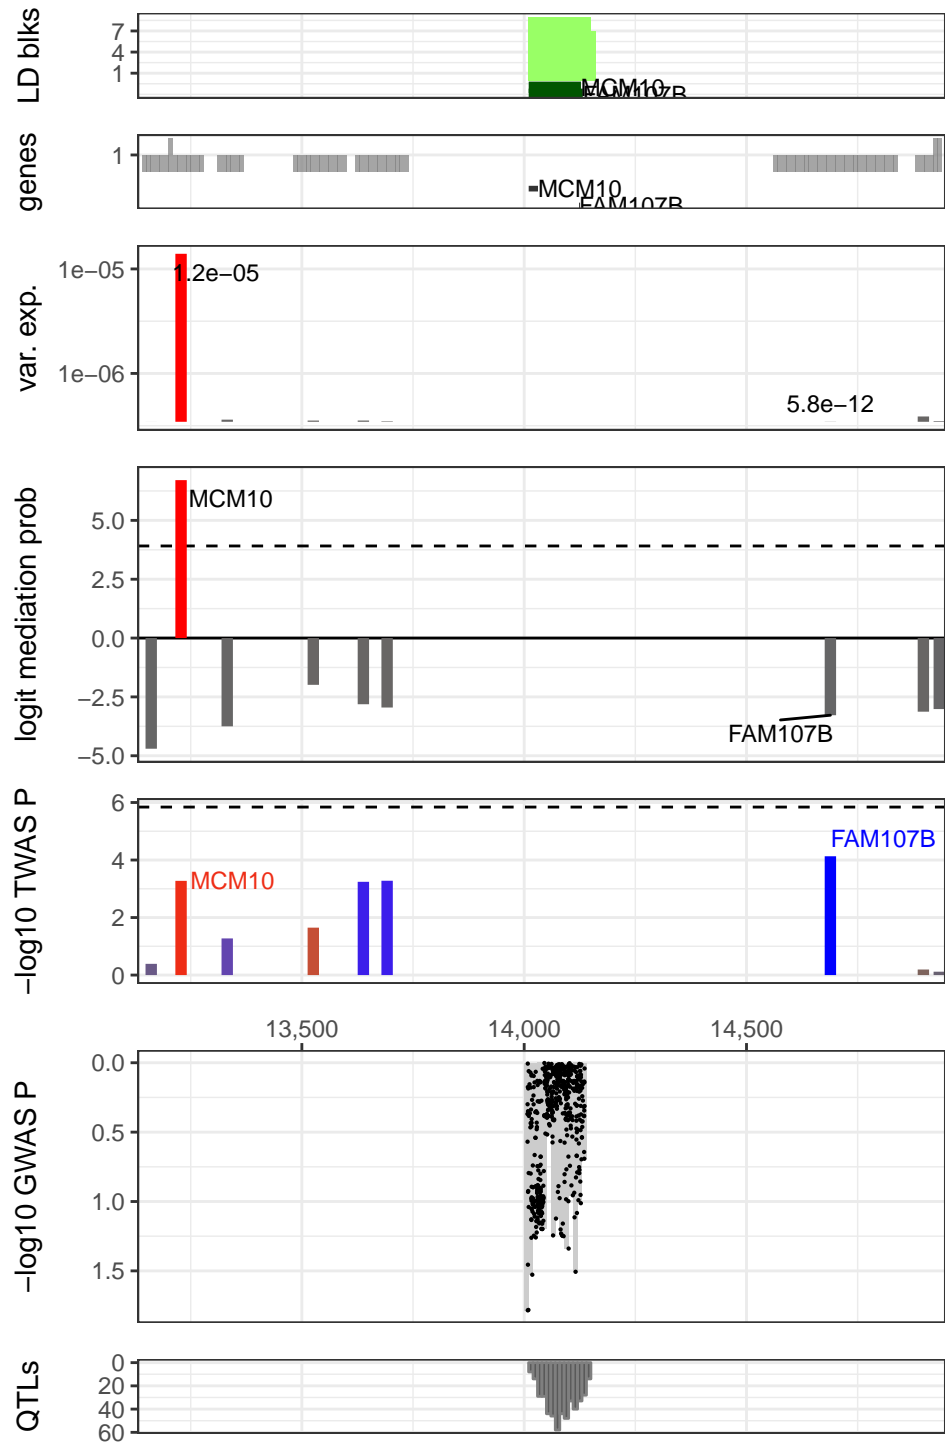 LD blks
7
4
1
MCM10
FAM107B
genes
1
MCM10
FAM107B
var. exp.
1e−05
1e−06
1.2e−05
5.8e−12
logit mediation prob
5.0
2.5
0.0
−2.5
−5.0
MCM10
FAM107B
−log10 TWAS P
6
4
2
0
MCM10
FAM107B
13,500 14,000 14,500
−log10 GWAS P
0.0
0.5
1.0
1.5
QTLs
0
20
40
60